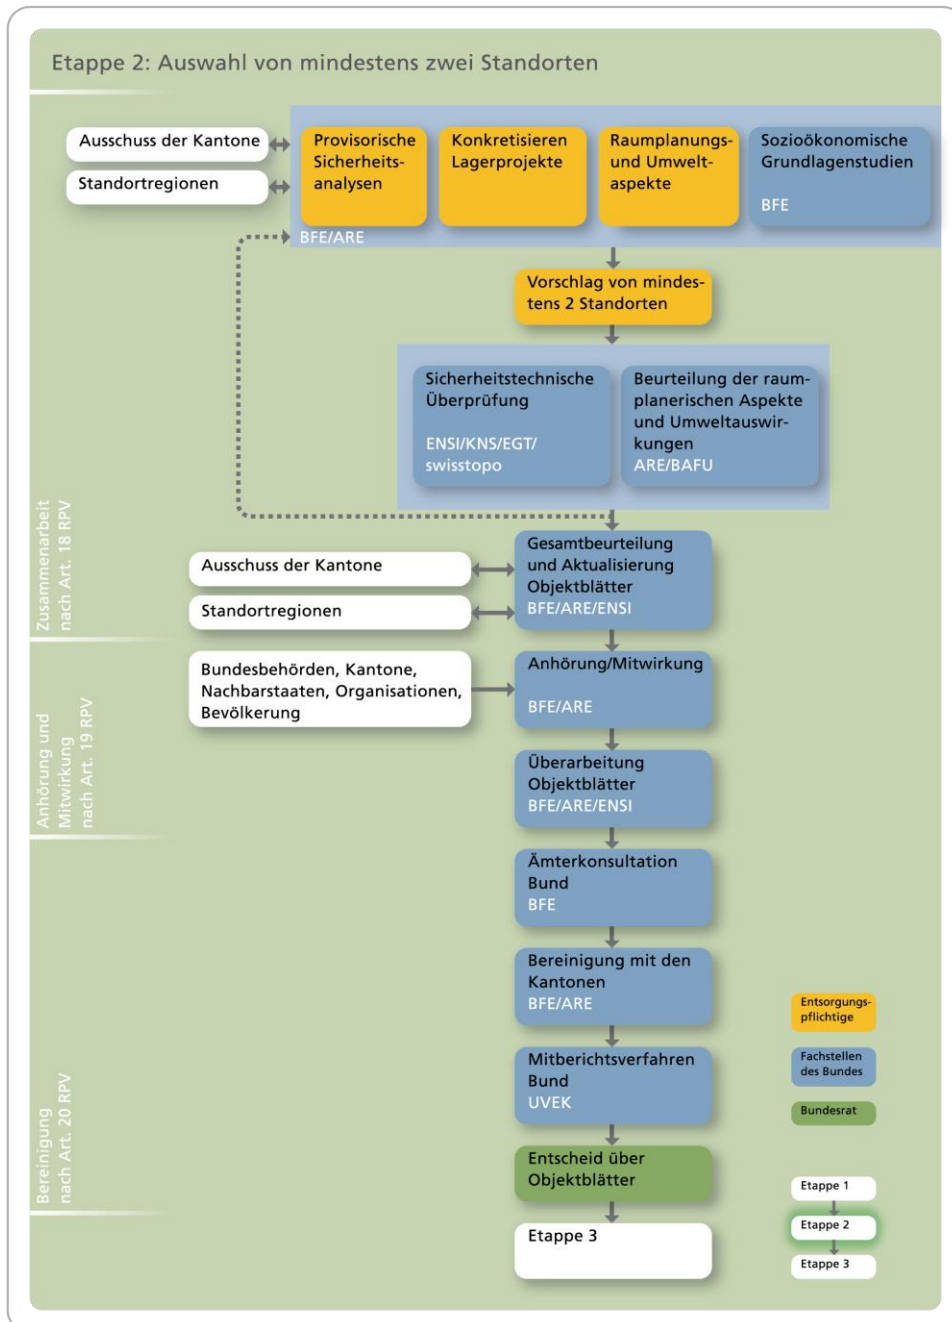 Etappe 2: Auswahl von mindestens zwei Standorten
Ausschuss der Kantone
Standortregionen
Provisorische
Sicherheits-
analysen
Konkretisieren
Lagerprojekte
Raumplanungs-
und Umwelt-
aspekte
Sozioökonomische
Grundlagenstudien
BFE
BFE/ARE
Vorschlag von mindes-
tens 2 Standorten
Sicherheitstechnische
Überprüfung
ENSI/KNS/EGT/
swisstopo
Beurteilung der raum-
planerischen Aspekte
und Umweltauswir-
kungen
ARE/BAFU
Zusammenarbeit
nach Art. 18 RPV
Ausschuss der Kantone
Standortregionen
Gesamtbeurteilung
und Aktualisierung
Objektblätter
BFE/ARE/ENSI
Anhörung und
Mitwirkung
nach Art. 19 RPV
Bundesbehörden, Kantone,
Nachbarstaaten, Organisationen,
Bevölkerung
Anhörung/Mitwirkung
BFE/ARE
Überarbeitung
Objektblätter
BFE/ARE/ENSI
Bereinigung
nach Art. 20 RPV
Ämterkonsultation
Bund
BFE
Bereinigung mit den
Kantonen
BFE/ARE
Mitberichtsverfahren
Bund
UVEK
Entscheid über
Objektblätter
Etappe 3
Entsorgungs-
pflichtige
Fachstellen
des Bundes
Bundesrat
Etappe 1
Etappe 2
Etappe 3